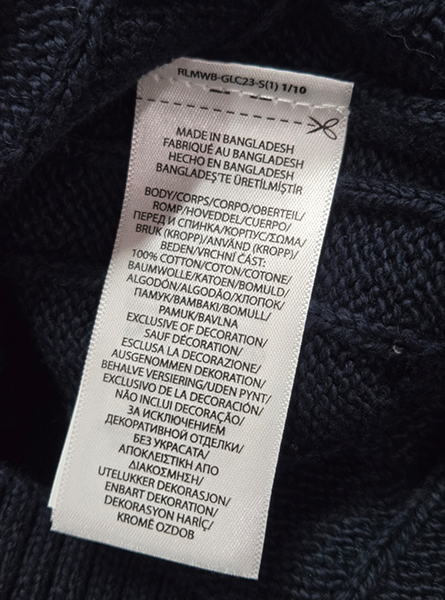 RLMWB-GLC23-S(1) 1/10
MADE IN BANGLADESH
FABRIQUÉ AU BANGLADESH
HECHO EN BANGLADESH
BANGLADEŞ'TE ÜRETİLMİŞTİR
BODY/CORPS/CORPO/OBERTEIL/
ROMP/HOVEDDEL/CUERPO/
ПЕРЕД И СПИНКА/КОРПУС/ΣΩΜΑ/
BRUK (KROPP)/ANVÄND (KROPP)/
BEDEN/VRCHNÍ ČÁST:
100% COTTON/COTON/COTONE/
BAUMWOLLE/KATOEN/BOMULD/
ALGODÓN/ALGODÃO/ХЛОПОК/
ПАМУК/ΒΑΜΒΑΚΙ/BOMULL/
PAMUK/BAVLNA
EXCLUSIVE OF DECORATION/
SAUF DÉCORATION/
ESCLUSA LA DECORAZIONE/
AUSGENOMMEN DEKORATION/
BEHALVE VERSIERING/UDEN PYNT/
EXCLUSIVO DE LA DECORACIÓN/
NÃO INCLUI DECORAÇÃO/
ЗА ИСКЛЮЧЕНИЕМ
ДЕКОРАТИВНОЙ ОТДЕЛКИ/
БЕЗ УКРАСАТА/
ΑΠΟΚΛΕΙΣΤΙΚΗ ΑΠΟ
ΔΙΑΚΟΣΜΗΣΗ/
UTELUKKER DEKORASJON/
ENBART DEKORATION/
DEKORASYON HARİÇ/
KROMĚ OZDOB